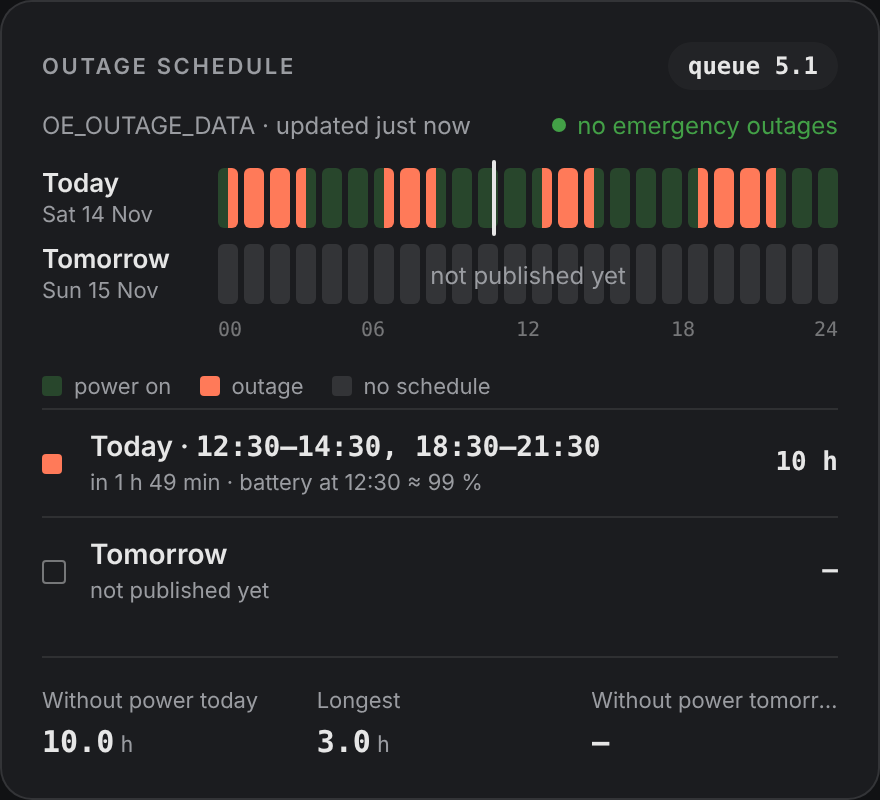 OUTAGE SCHEDULE
queue 5.1
OE_OUTAGE_DATA · updated just now
no emergency outages
Today
Sat 14 Nov
Tomorrow
Sun 15 Nov
not published yet
00 06 12 18 24
power on outage no schedule
Today · 12:30–14:30, 18:30–21:30
10 h
in 1 h 49 min · battery at 12:30 ≈ 99 %
Tomorrow
–
not published yet
Without power today Longest Without power tomorr…
10.0 h 3.0 h –